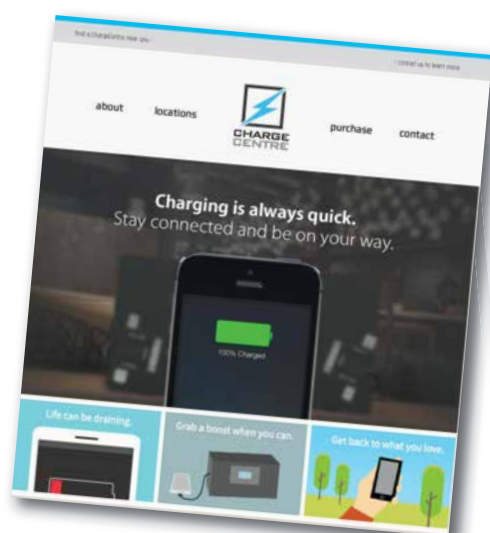 find a ChargeCentre near you
contact us to learn more
about
locations
CHARGE
CENTRE
purchase
contact
Charging is always quick.
Stay connected and be on your way.
100% Charged
Life can be draining.
Grab a boost when you can.
Get back to what you love.